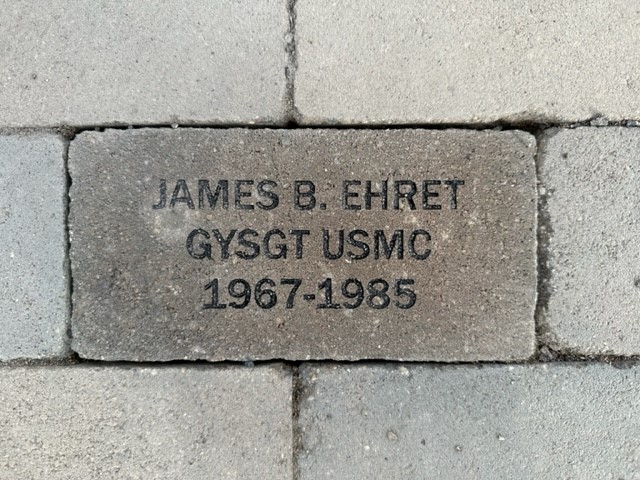 JAMES B. EHRET
GYSGT USMC
1967-1985